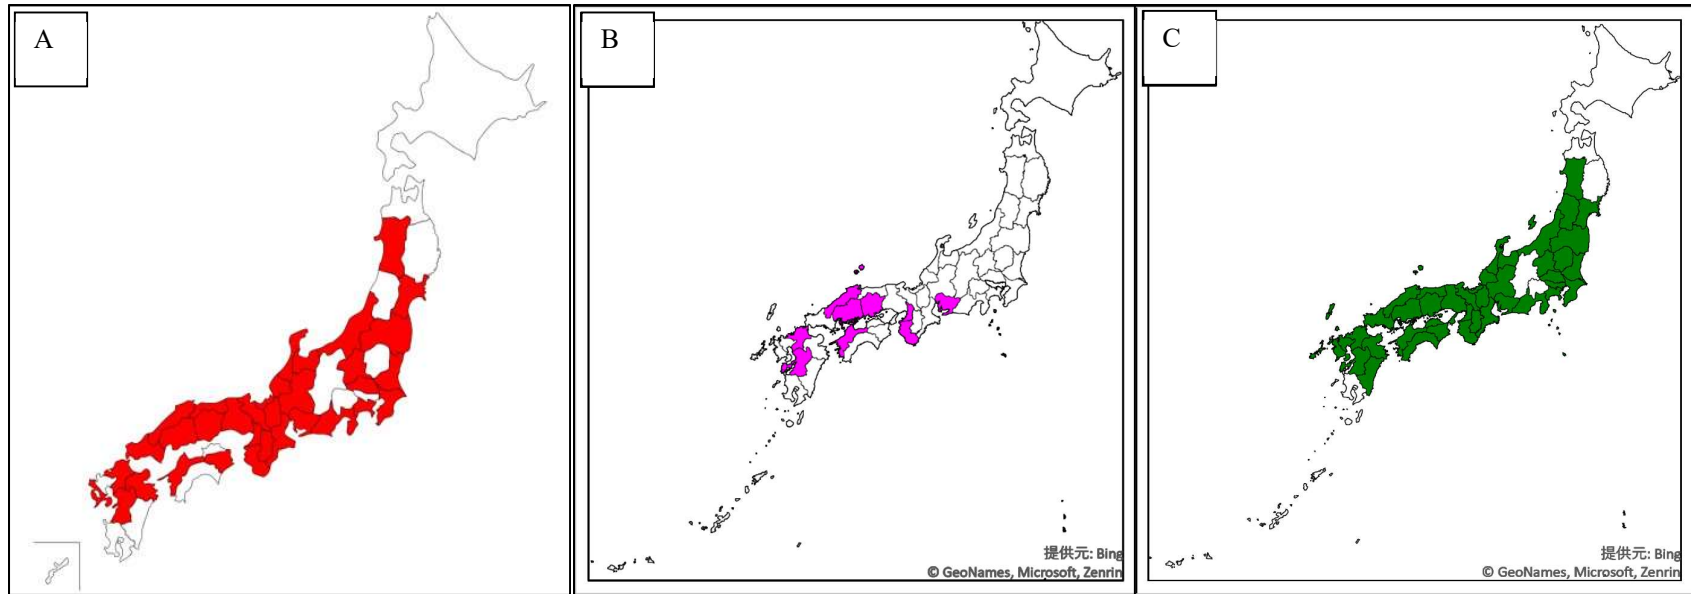 A
B
C
提供元: Bing
© GeoNames, Microsoft, Zenrin
提供元: Bing
© GeoNames, Microsoft, Zenrin